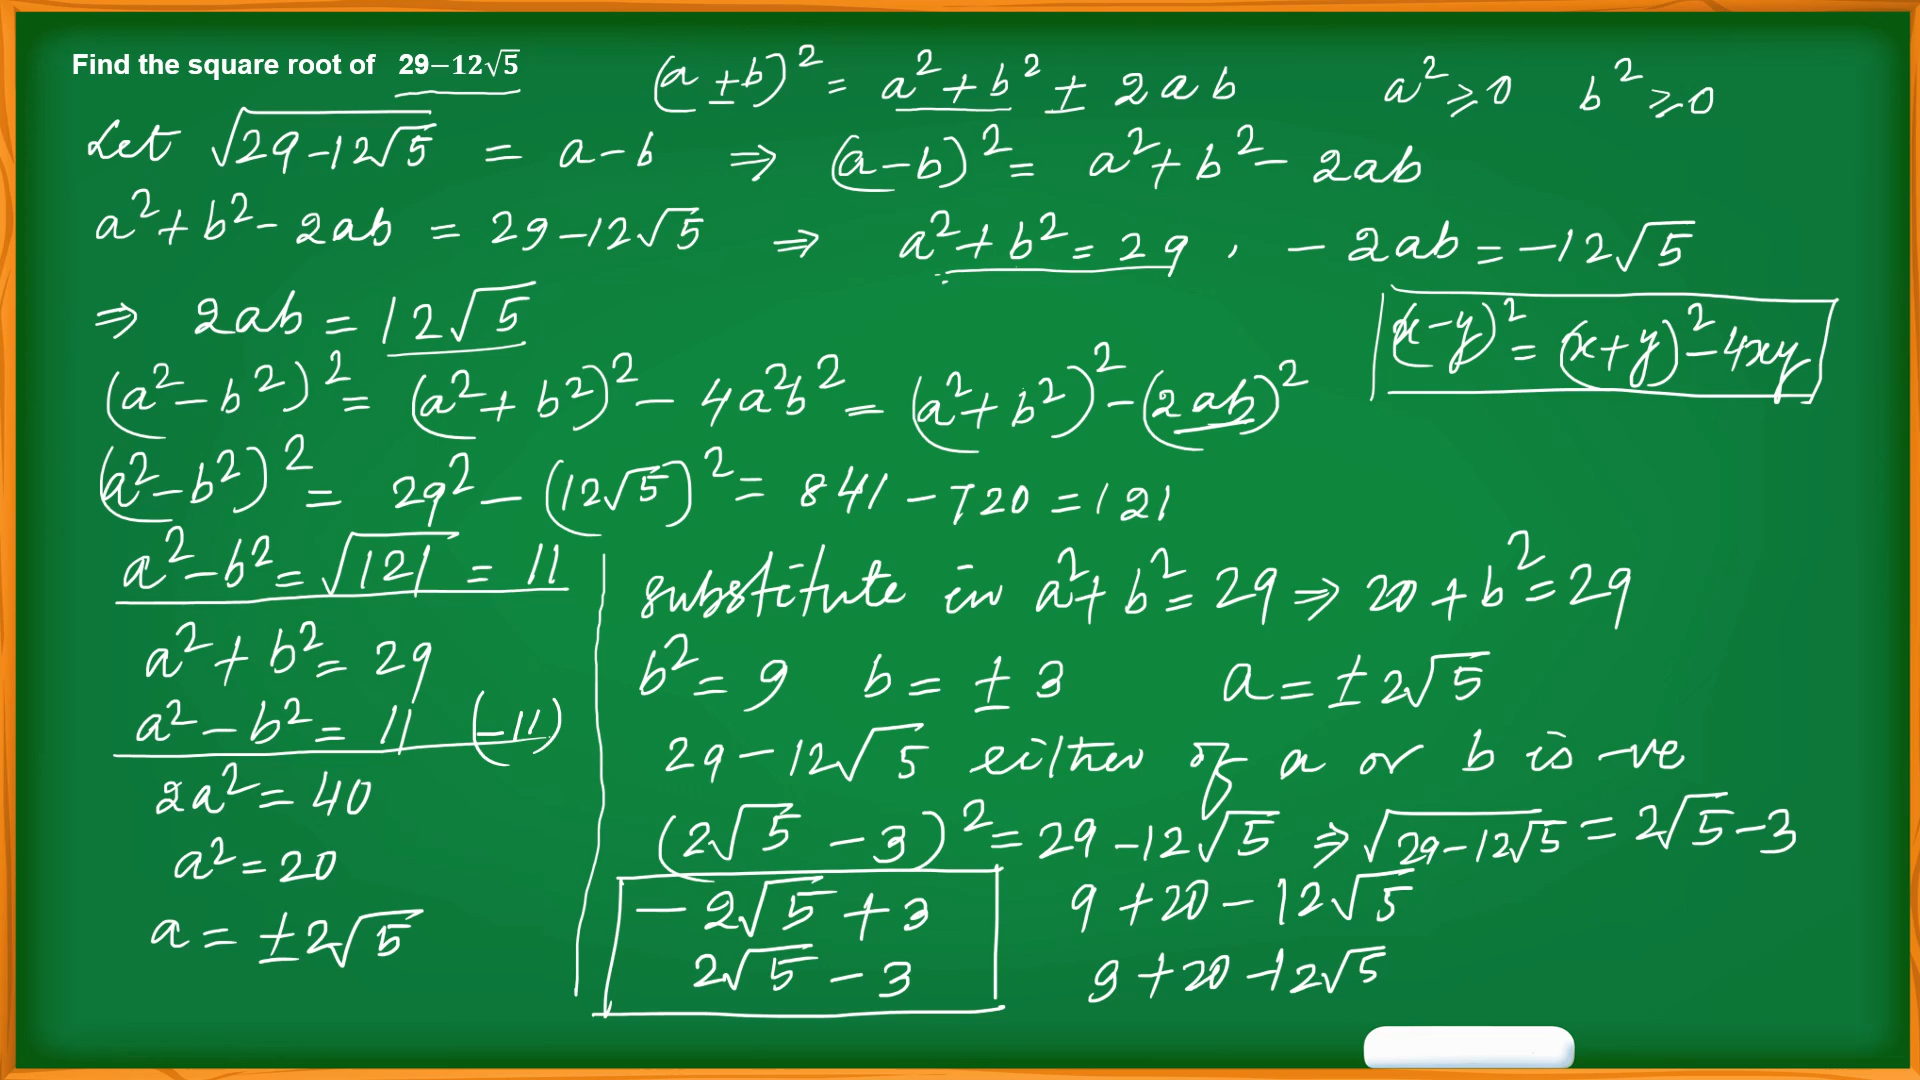 Find the square root of 29−12√5
(a ± b)² = a² + b² ± 2ab
a² ⩾ 0 b² ⩾ 0
Let √(29−12√5) = a−b ⇒ (a−b)² = a² + b² − 2ab
a² + b² − 2ab = 29−12√5 ⇒ a² + b² = 29 , − 2ab = −12√5
⇒ 2ab = 12√5
(x−y)² = (x+y)² − 4xy
(a² − b²)² = (a² + b²)² − 4a²b² = (a² + b²)² − (2ab)²
(a² − b²)² = 29² − (12√5)² = 841 − 720 = 121
a² − b² = √121 = 11
a² + b² = 29
a² − b² = 11 (−11)
2a² = 40
a² = 20
a = ±2√5
substitute in a² + b² = 29 ⇒ 20 + b² = 29
b² = 9 b = ± 3 a = ± 2√5
29 − 12√5 either of a or b is -ve
(2√5 − 3)² = 29 − 12√5 ⇒ √(29−12√5) = 2√5 − 3
− 2√5 + 3
2√5 − 3
9 + 20 − 12√5
9 + 20 − 12√5